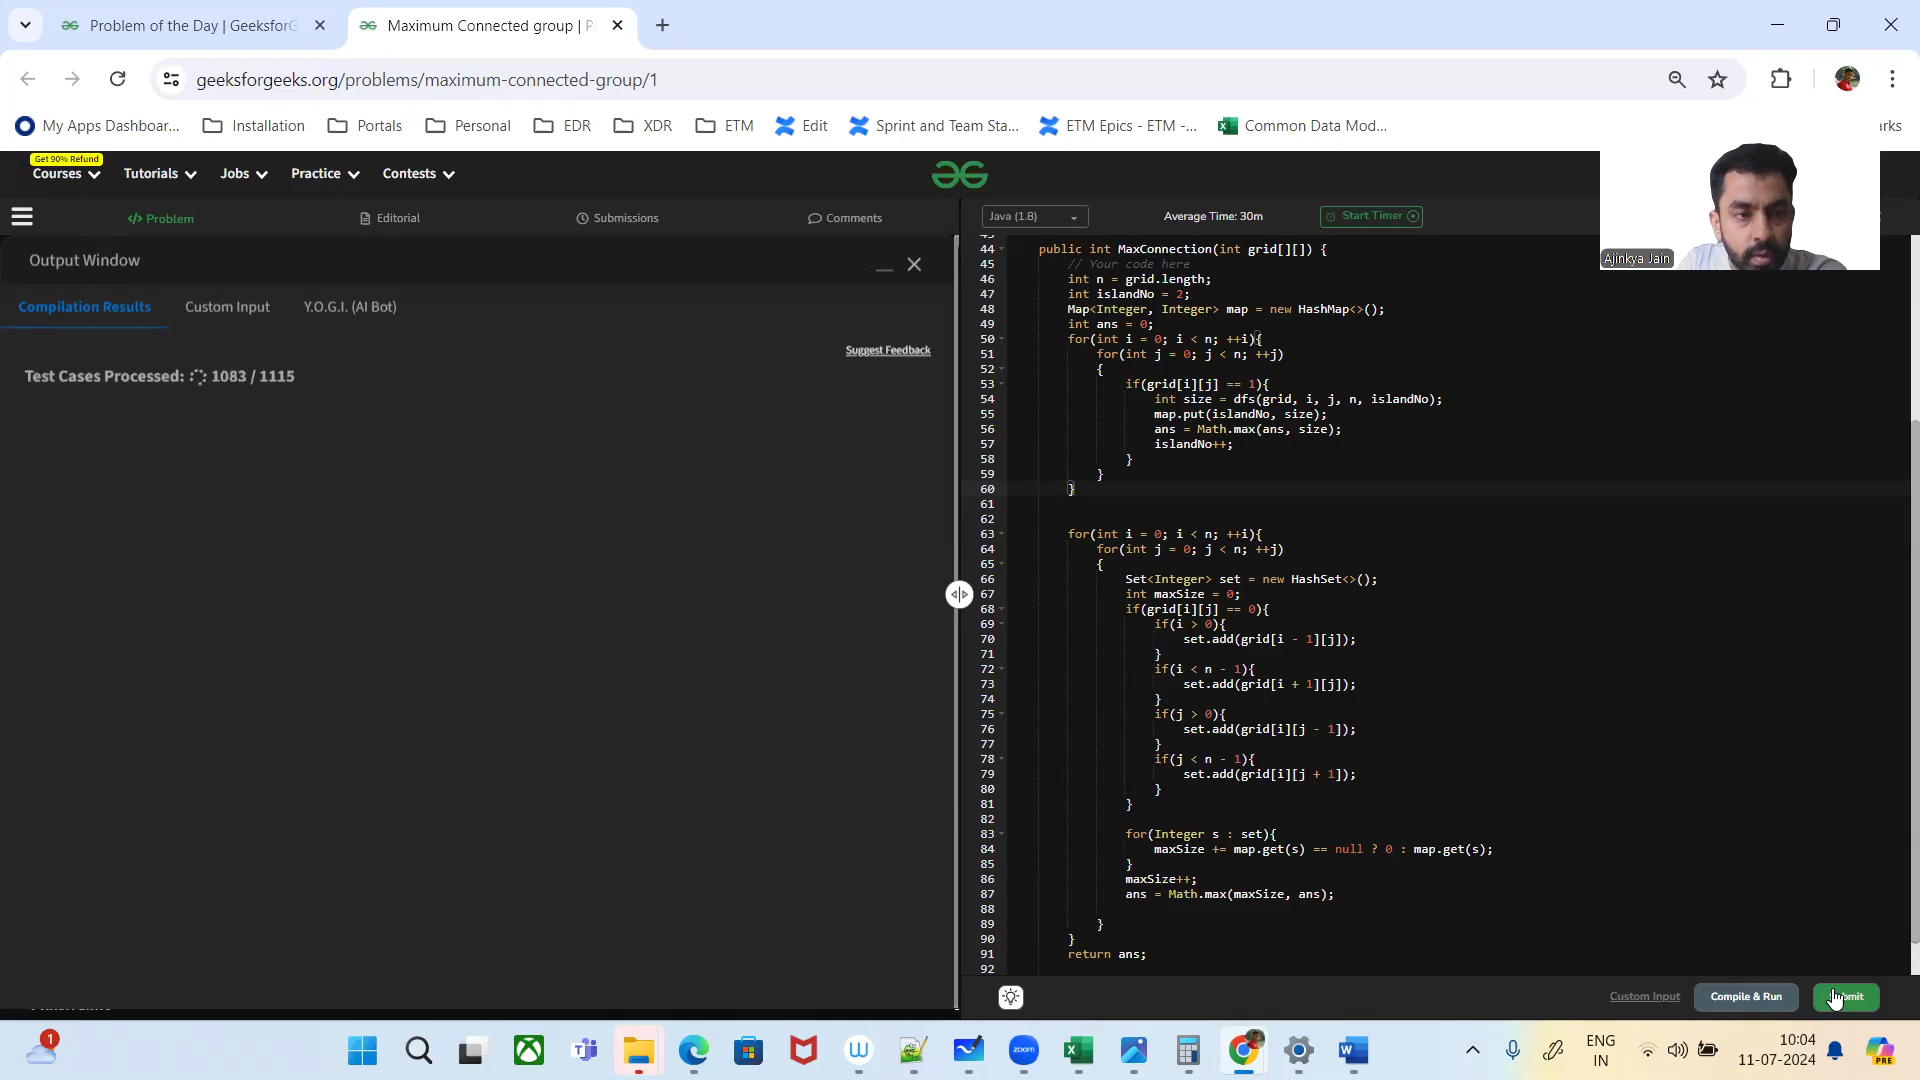 Problem of the Day | GeeksforG
Maximum Connected group | P
geeksforgeeks.org/problems/maximum-connected-group/1
My Apps Dashboar...
Installation
Portals
Personal
EDR
XDR
ETM
Edit
Sprint and Team Sta...
ETM Epics - ETM -...
Common Data Mod...
rks
Get 90% Refund
Courses
Tutorials
Jobs
Practice
Contests
</> Problem
Editorial
Submissions
Comments
Java (1.8)
Average Time: 30m
Start Timer
Ajinkya Jain
Output Window
Compilation Results
Custom Input
Y.O.G.I. (AI Bot)
Suggest Feedback
Test Cases Processed: 1083 / 1115
44 public int MaxConnection(int grid[][]) {
45 // Your code here
46 int n = grid.length;
47 int islandNo = 2;
48 Map<Integer, Integer> map = new HashMap<>();
49 int ans = 0;
50 for(int i = 0; i < n; ++i){
51 for(int j = 0; j < n; ++j)
52 {
53 if(grid[i][j] == 1){
54 int size = dfs(grid, i, j, n, islandNo);
55 map.put(islandNo, size);
56 ans = Math.max(ans, size);
57 islandNo++;
58 }
59 }
60 }
61
62
63 for(int i = 0; i < n; ++i){
64 for(int j = 0; j < n; ++j)
65 {
66 Set<Integer> set = new HashSet<>();
67 int maxSize = 0;
68 if(grid[i][j] == 0){
69 if(i > 0){
70 set.add(grid[i - 1][j]);
71 }
72 if(i < n - 1){
73 set.add(grid[i + 1][j]);
74 }
75 if(j > 0){
76 set.add(grid[i][j - 1]);
77 }
78 if(j < n - 1){
79 set.add(grid[i][j + 1]);
80 }
81 }
82
83 for(Integer s : set){
84 maxSize += map.get(s) == null ? 0 : map.get(s);
85 }
86 maxSize++;
87 ans = Math.max(maxSize, ans);
88
89 }
90 }
91 return ans;
92
Custom Input
Compile & Run
1
zoom
ENG
IN
10:04
11-07-2024
PRE